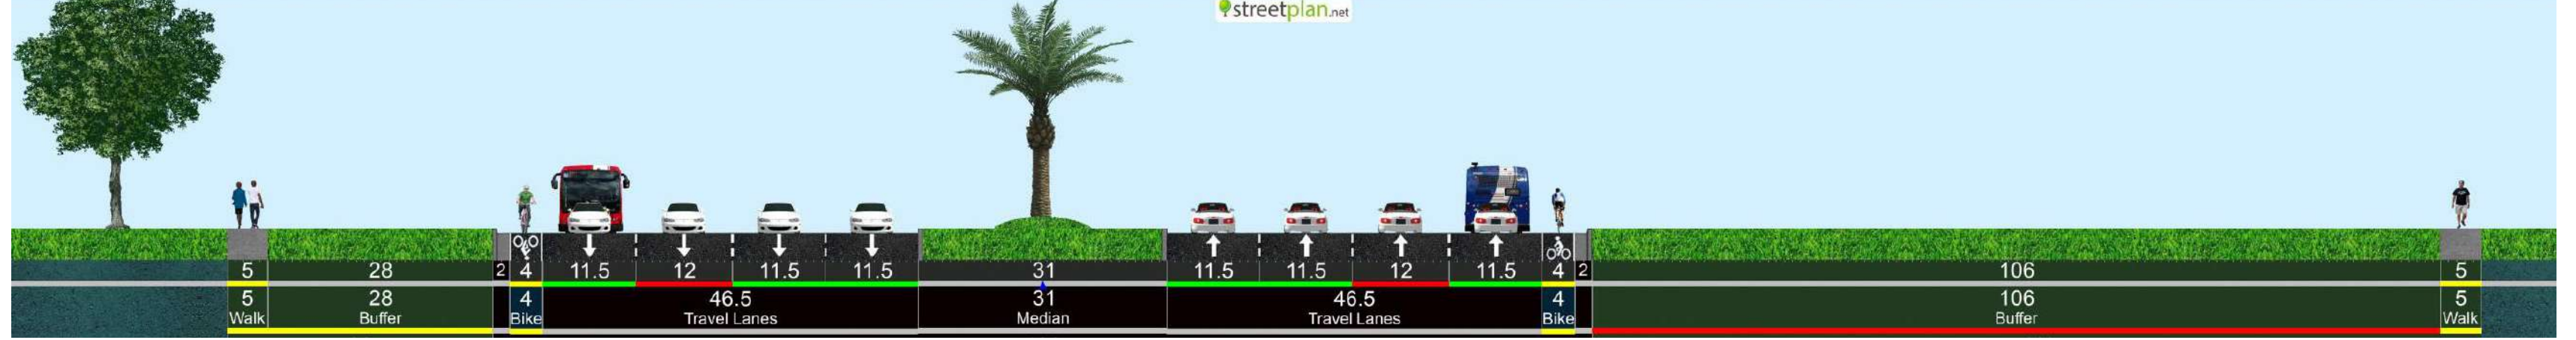 streetplan.net
5 28 2 4 11.5 12 11.5 11.5 31 11.5 11.5 12 11.5 4 2 106 5
5 28 4 46.5 31 46.5 4 106 5
Walk Buffer Bike Travel Lanes Median Travel Lanes Bike Buffer Walk